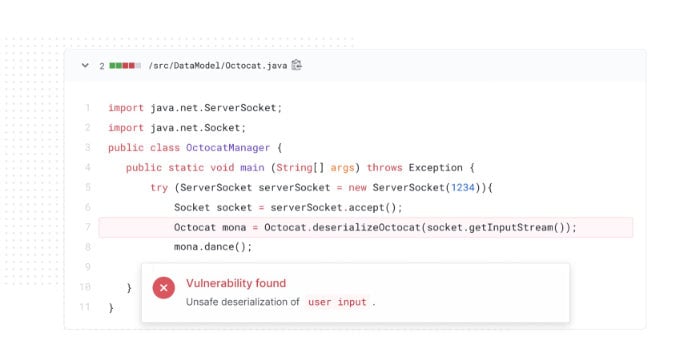 2 /src/DataModel/Octocat.java
1 import java.net.ServerSocket;
2 import java.net.Socket;
3 public class OctocatManager {
4 public static void main (String[] args) throws Exception {
5 try (ServerSocket serverSocket = new ServerSocket(1234)){
6 Socket socket = serverSocket.accept();
7 Octocat mona = Octocat.deserializeOctocat(socket.getInputStream());
8 mona.dance();
9
10 }
11 }
Vulnerability found
Unsafe deserialization of user input .